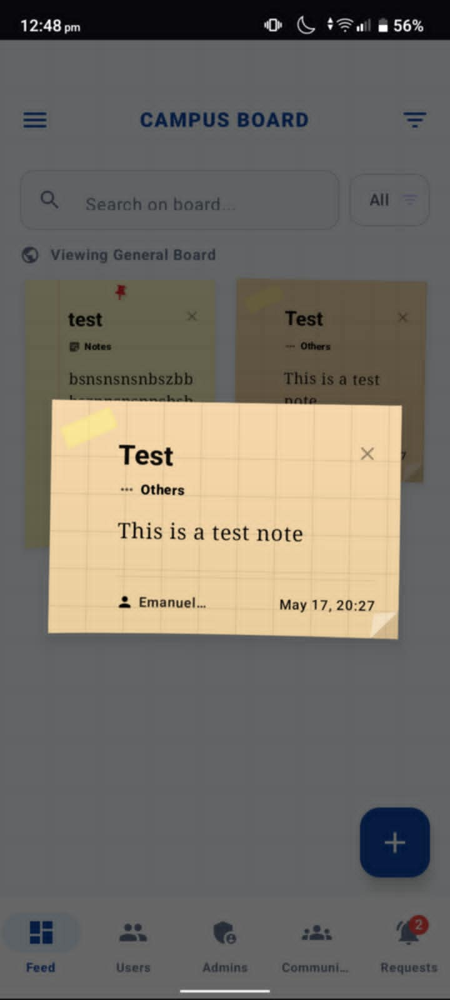 12:48 pm
56%
CAMPUS BOARD
Search on board...
All
Viewing General Board
test
Notes
bsnsnsnsnbszbb
Test
Others
This is a test
note
Test
Others
This is a test note
Emanuel...
May 17, 20:27
Feed
Users
Admins
Communi...
2
Requests